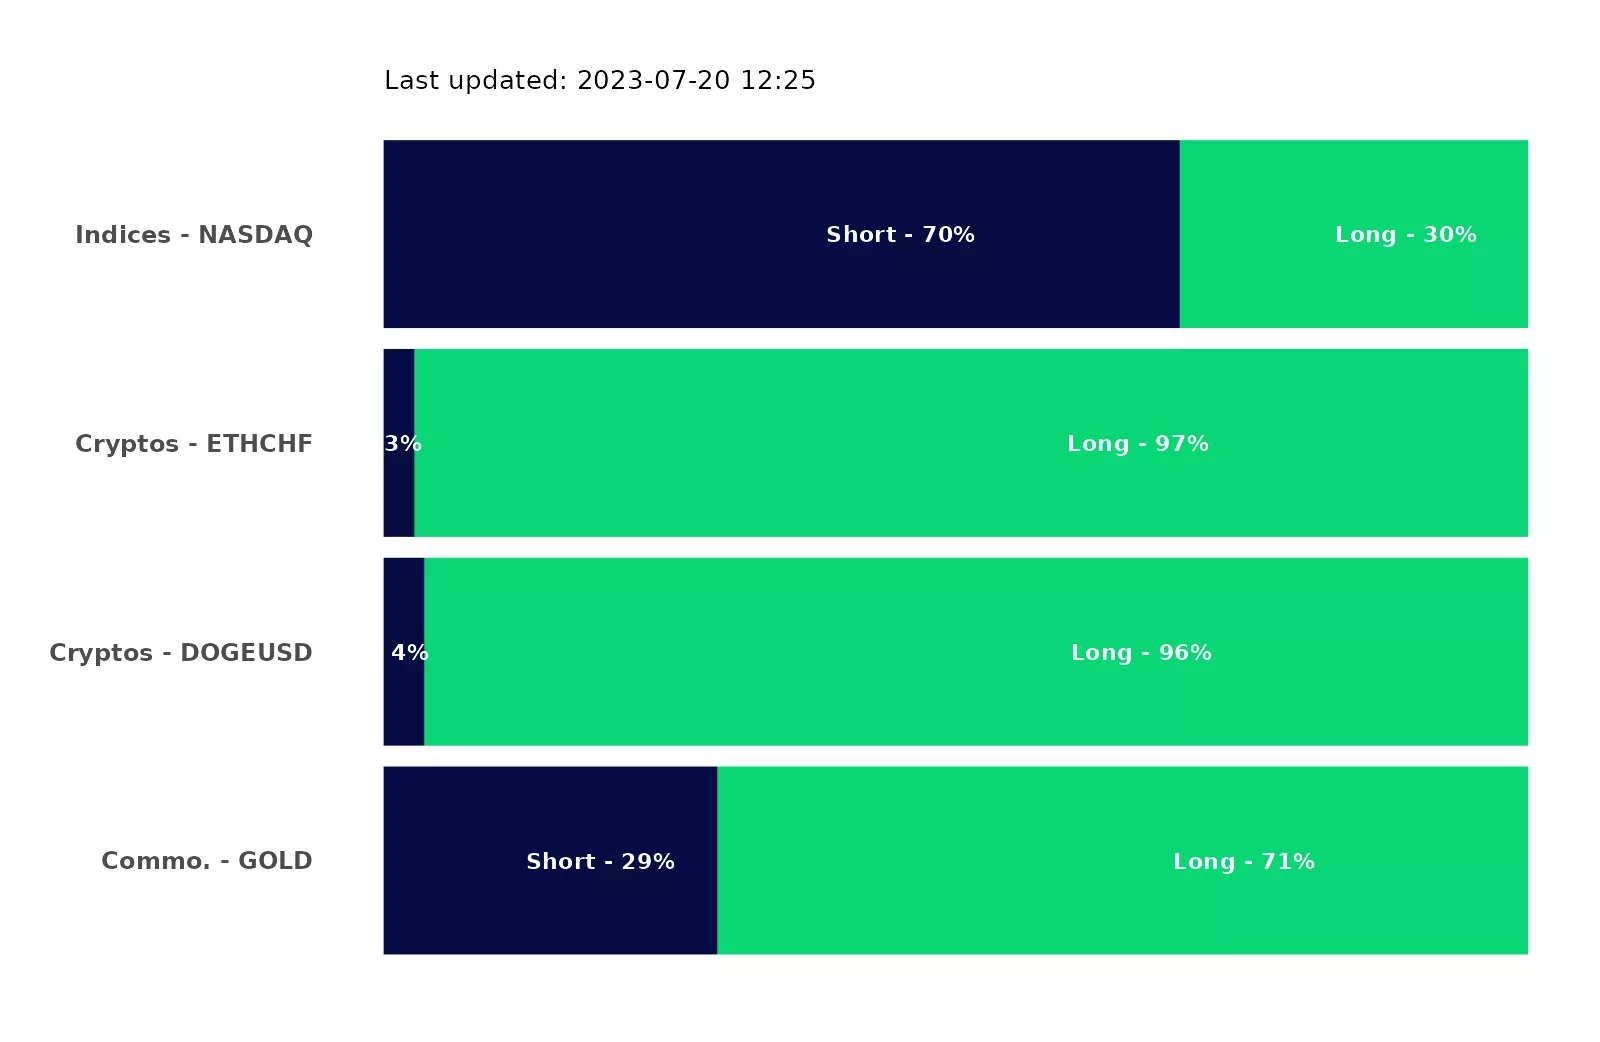 Last updated: 2023-07-20 12:25
Indices - NASDAQ Short - 70% Long - 30%
Cryptos - ETHCHF 3% Long - 97%
Cryptos - DOGEUSD 4% Long - 96%
Commo. - GOLD Short - 29% Long - 71%